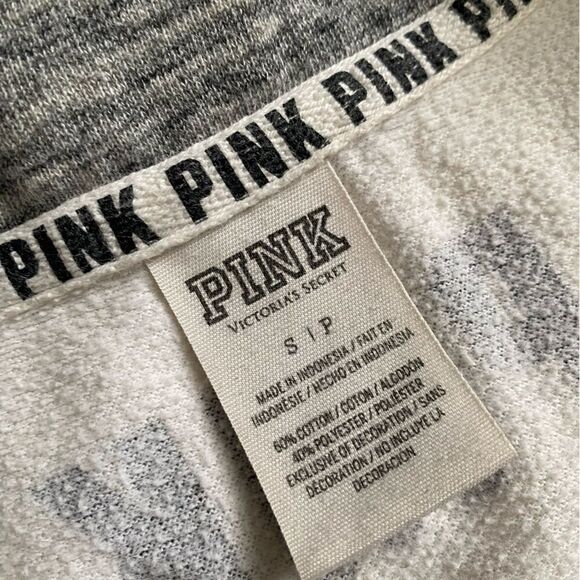 PINK PINK PINK PINK
PINK
VICTORIA'S SECRET
S | P
MADE IN INDONESIA / FAIT EN
INDONÉSIE / HECHO EN INDONESIA
60% COTTON / COTON / ALGODÓN
40% POLYESTER / POLIÉSTER
EXCLUSIVE OF DECORATION / SANS
DÉCORATION / NO INCLUYE LA
DECORACIÓN